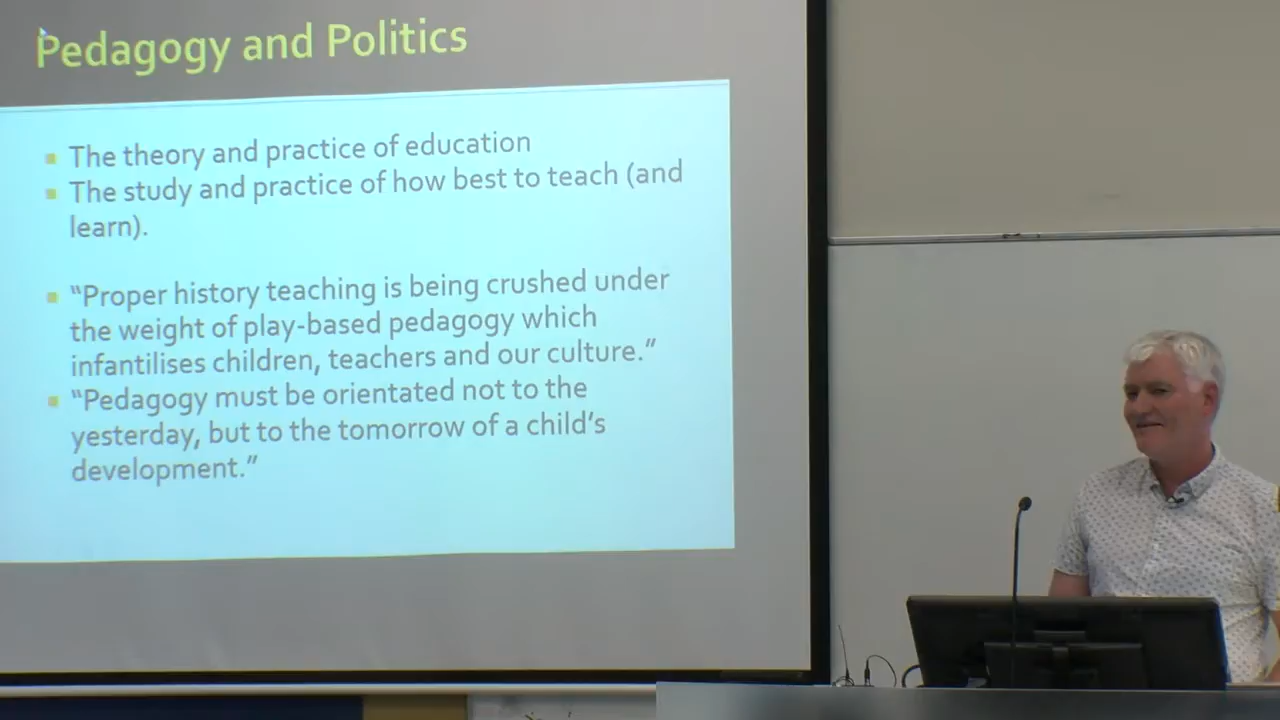 Pedagogy and Politics
The theory and practice of education
The study and practice of how best to teach (and
learn).
“Proper history teaching is being crushed under
the weight of play-based pedagogy which
infantilises children, teachers and our culture.”
“Pedagogy must be orientated not to the
yesterday, but to the tomorrow of a child’s
development.”